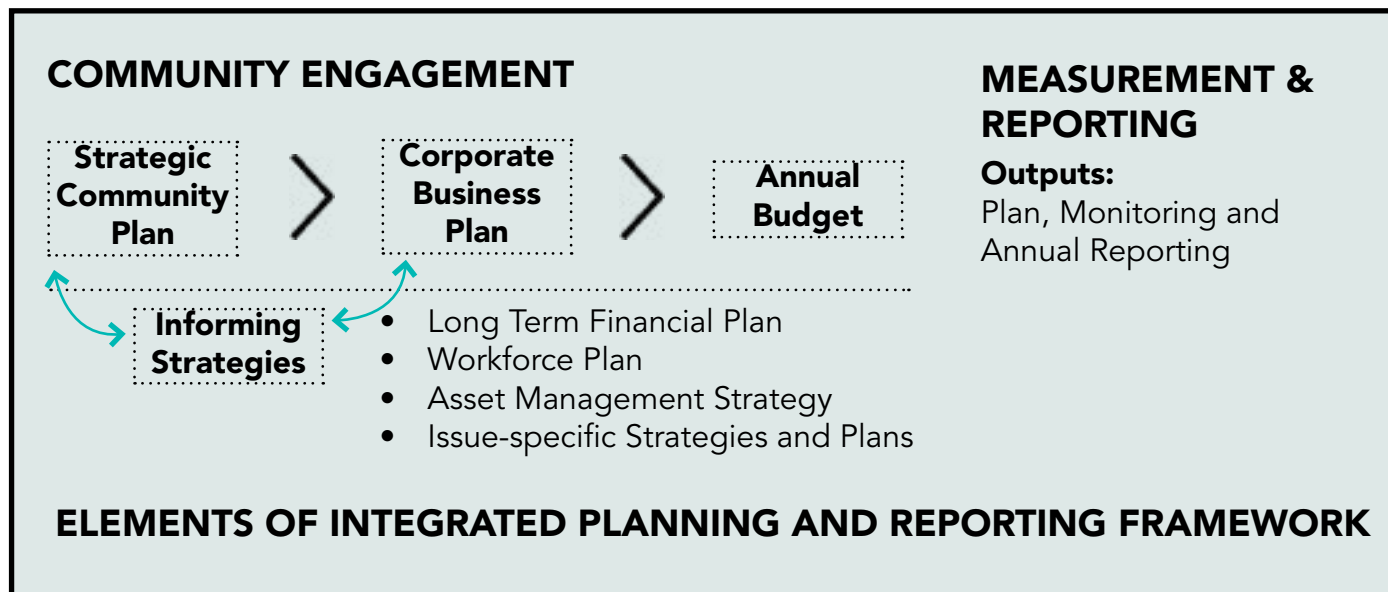 COMMUNITY ENGAGEMENT
Strategic
Community
Plan
Corporate
Business
Plan
Annual
Budget
Informing
Strategies
• Long Term Financial Plan
• Workforce Plan
• Asset Management Strategy
• Issue-specific Strategies and Plans
MEASUREMENT &
REPORTING
Outputs:
Plan, Monitoring and
Annual Reporting
ELEMENTS OF INTEGRATED PLANNING AND REPORTING FRAMEWORK